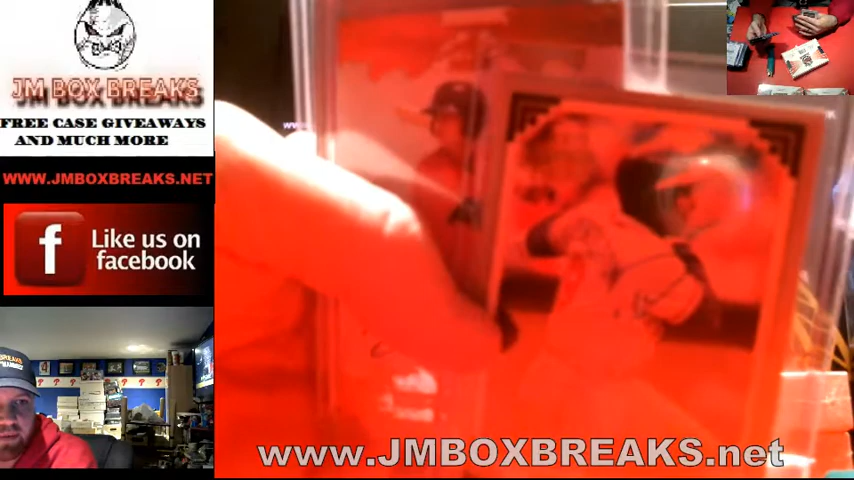 JM BOX BREAKS
FREE CASE GIVEAWAYS
AND MUCH MORE
WWW.JMBOXBREAKS.NET
f Like us on
facebook
www.JMBOXBREAKS.net